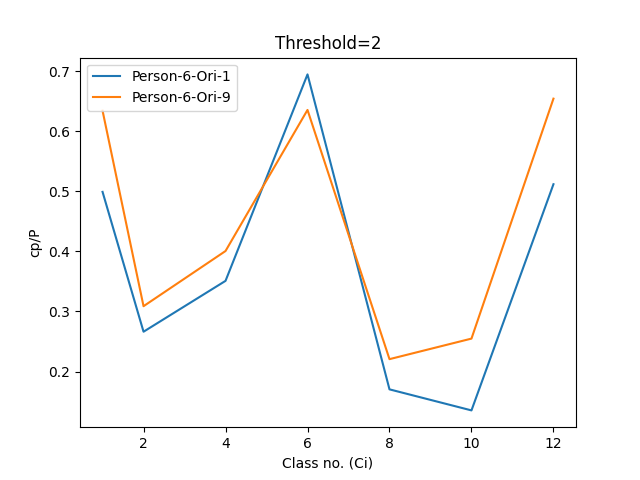 Threshold=2
Person-6-Ori-1
Person-6-Ori-9
0.7
0.6
0.5
0.4
0.3
0.2
cp/P
2 4 6 8 10 12
Class no. (Ci)